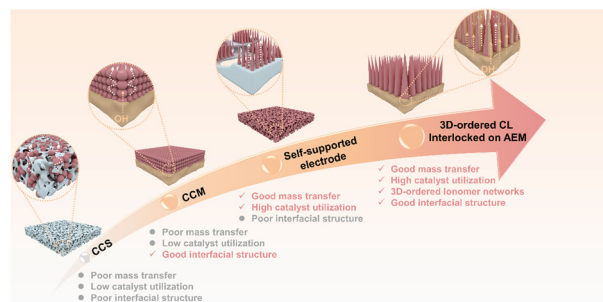 OH⁻
OH⁻
3D-ordered CL
Interlocked on AEM
Self-supported
electrode
✓ Good mass transfer
✓ High catalyst utilization
✓ 3D-ordered Ionomer networks
✓ Good interfacial structure
CCM
✓ Good mass transfer
✓ High catalyst utilization
● Poor interfacial structure
CCS
● Poor mass transfer
● Low catalyst utilization
✓ Good interfacial structure
● Poor mass transfer
● Low catalyst utilization
● Poor interfacial structure